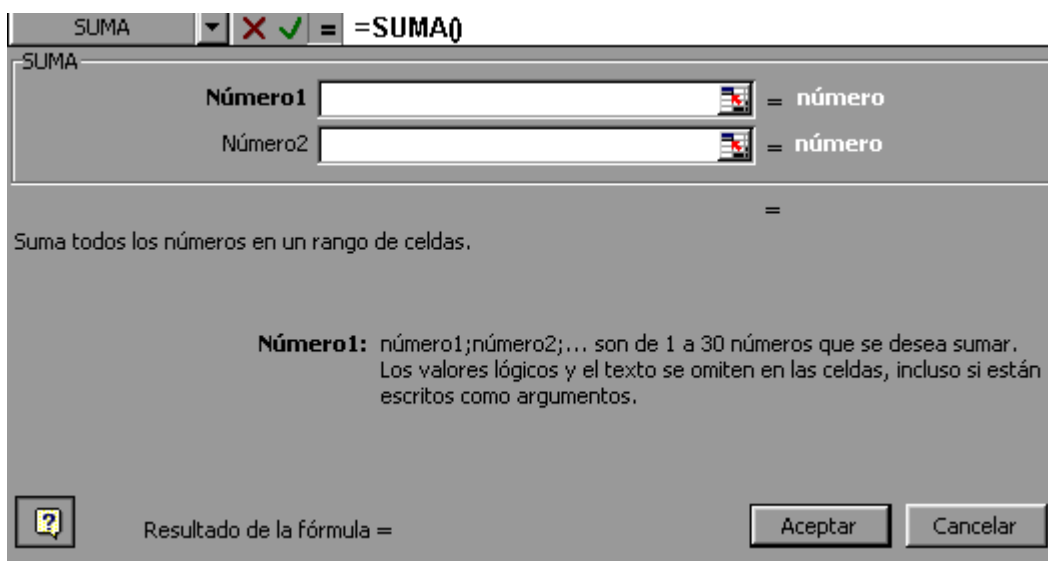 SUMA = =SUMA()
SUMA
Número1 = número
Número2 = número
=
Suma todos los números en un rango de celdas.
Número1: número1;número2;... son de 1 a 30 números que se desea sumar.
Los valores lógicos y el texto se omiten en las celdas, incluso si están
escritos como argumentos.
? Resultado de la fórmula = Aceptar Cancelar